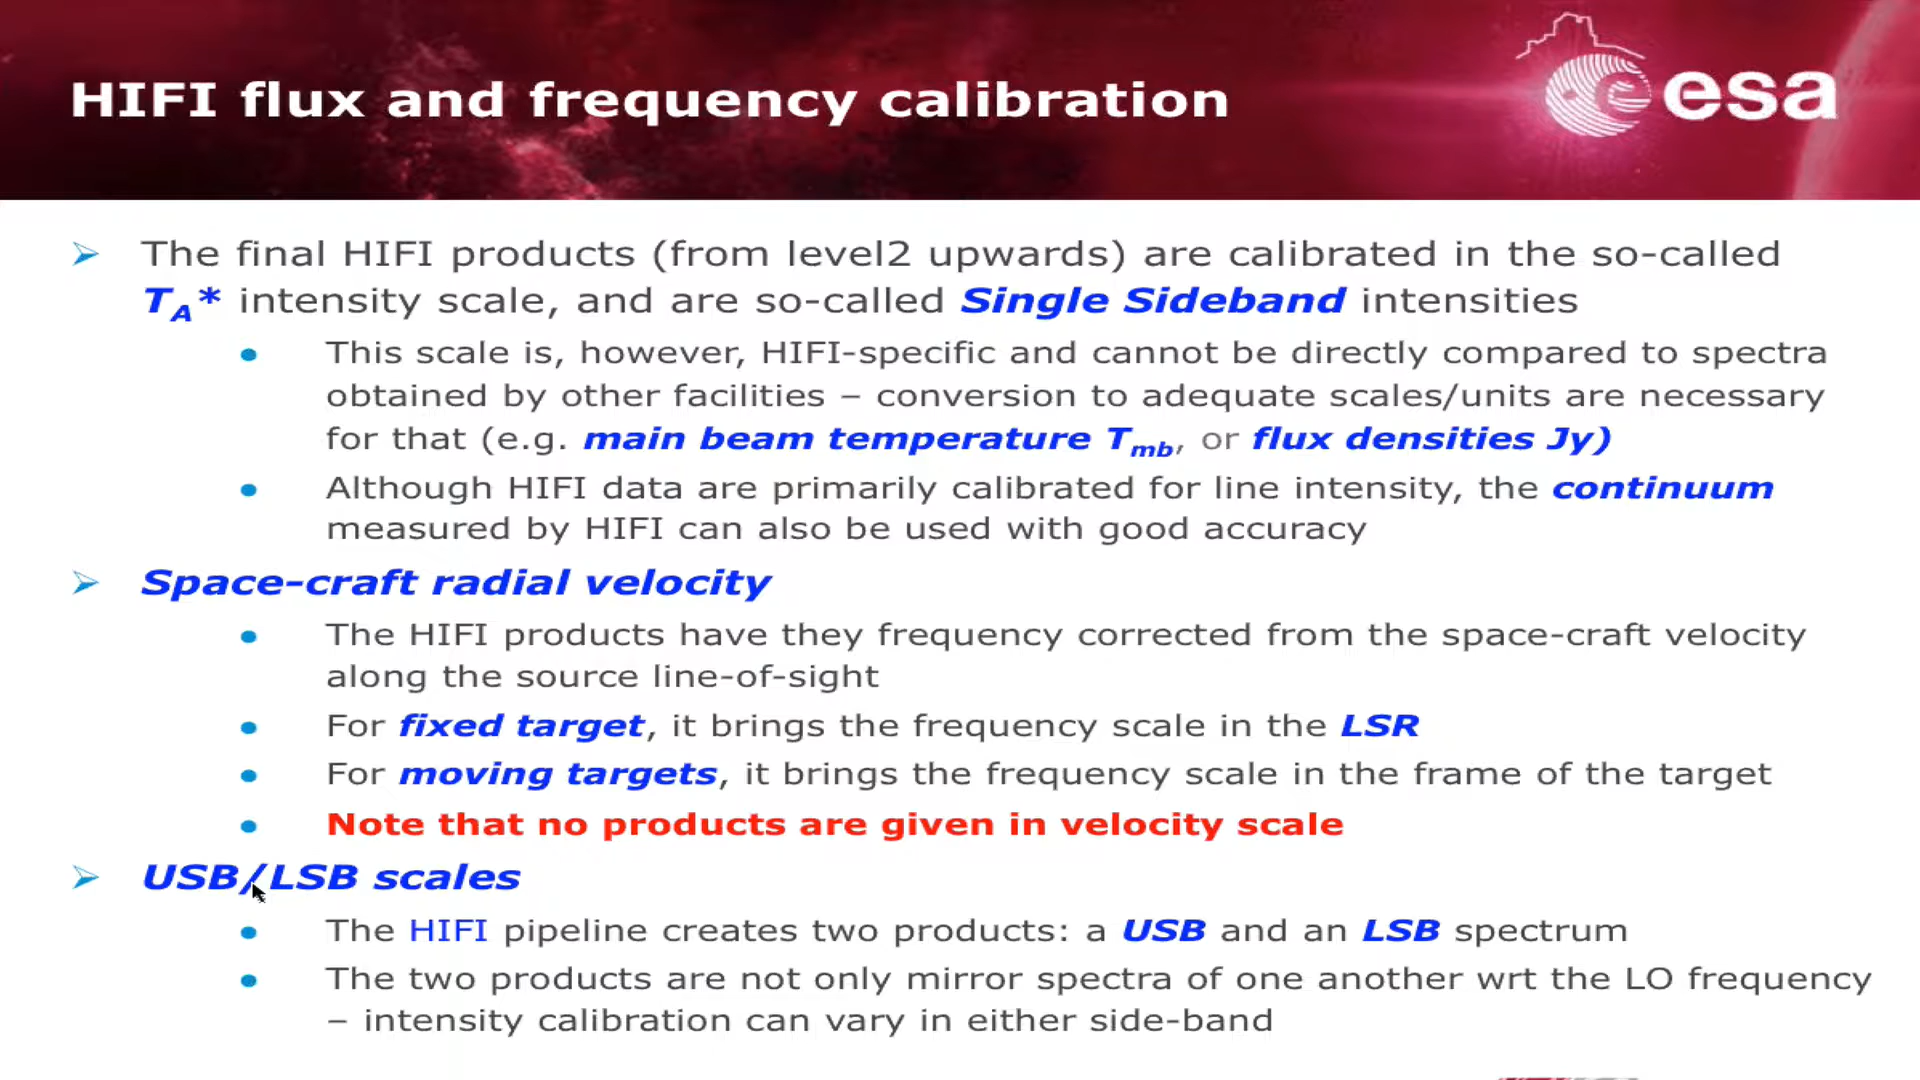 HIFI flux and frequency calibration
esa
The final HIFI products (from level2 upwards) are calibrated in the so-called
TA* intensity scale, and are so-called Single Sideband intensities
This scale is, however, HIFI-specific and cannot be directly compared to spectra
obtained by other facilities – conversion to adequate scales/units are necessary
for that (e.g. main beam temperature Tmb, or flux densities Jy)
Although HIFI data are primarily calibrated for line intensity, the continuum
measured by HIFI can also be used with good accuracy
Space-craft radial velocity
The HIFI products have they frequency corrected from the space-craft velocity
along the source line-of-sight
For fixed target, it brings the frequency scale in the LSR
For moving targets, it brings the frequency scale in the frame of the target
Note that no products are given in velocity scale
USB/LSB scales
The HIFI pipeline creates two products: a USB and an LSB spectrum
The two products are not only mirror spectra of one another wrt the LO frequency
– intensity calibration can vary in either side-band